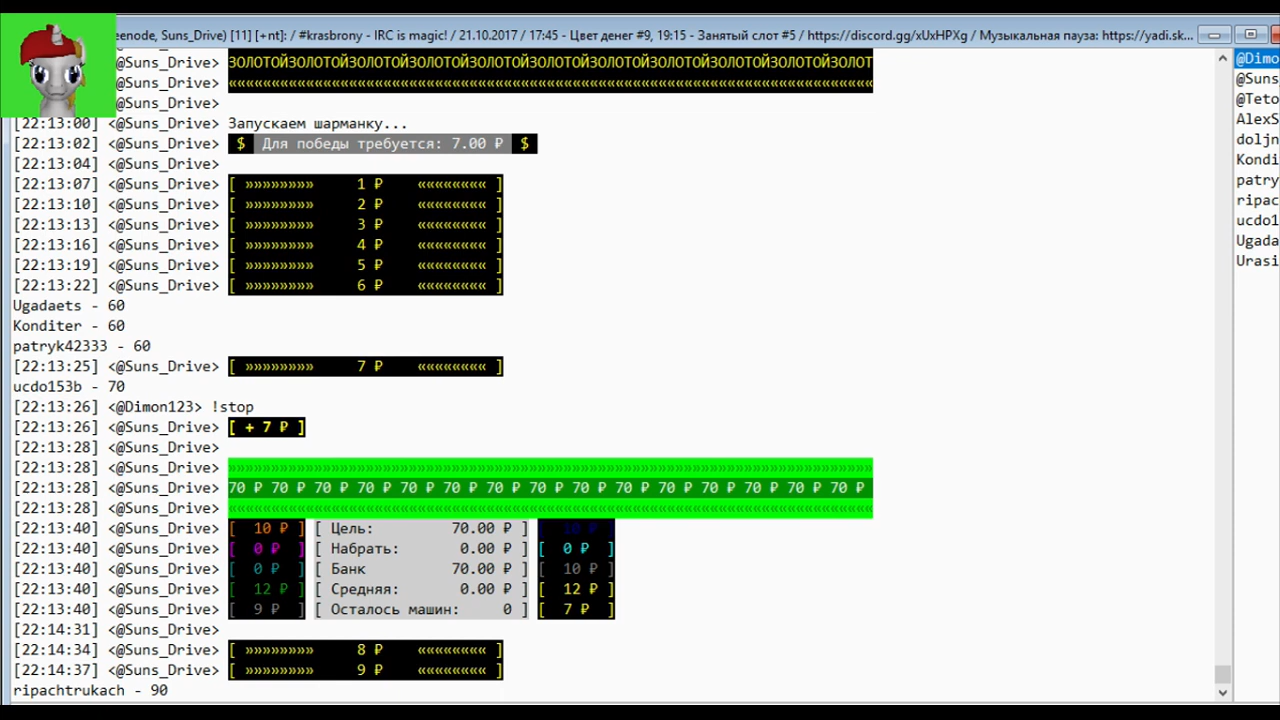 eenode, Suns_Drive) [11] [+nt]: / #krasbrony - IRC is magic! / 21.10.2017 / 17:45 - Цвет денег #9, 19:15 - Занятый слот #5 / https://discord.gg/xUxHPXg / Музыкальная пауза: https://yadi.sk...
@Suns_Drive> ЗОЛОТОЙЗОЛОТОЙЗОЛОТОЙЗОЛОТОЙЗОЛОТОЙЗОЛОТОЙЗОЛОТОЙЗОЛОТОЙЗОЛОТОЙЗОЛОТОЙЗОЛОТ
@Suns_Drive> «««««««««««««««««««««««««««««««««««««««««««««««««««««««««««««««««««««««««««
@Suns_Drive>
[22:13:00] <@Suns_Drive> Запускаем шарманку...
[22:13:02] <@Suns_Drive> $ Для победы требуется: 7.00 ₽ $
[22:13:04] <@Suns_Drive>
[22:13:07] <@Suns_Drive> [ »»»»»»»» 1 ₽ «««««««« ]
[22:13:10] <@Suns_Drive> [ »»»»»»»» 2 ₽ «««««««« ]
[22:13:13] <@Suns_Drive> [ »»»»»»»» 3 ₽ «««««««« ]
[22:13:16] <@Suns_Drive> [ »»»»»»»» 4 ₽ «««««««« ]
[22:13:19] <@Suns_Drive> [ »»»»»»»» 5 ₽ «««««««« ]
[22:13:22] <@Suns_Drive> [ »»»»»»»» 6 ₽ «««««««« ]
Ugadaets - 60
Konditer - 60
patryk42333 - 60
[22:13:25] <@Suns_Drive> [ »»»»»»»» 7 ₽ «««««««« ]
ucdo153b - 70
[22:13:26] <@Dimon123> !stop
[22:13:26] <@Suns_Drive> [ + 7 ₽ ]
[22:13:28] <@Suns_Drive>
[22:13:28] <@Suns_Drive> »»»»»»»»»»»»»»»»»»»»»»»»»»»»»»»»»»»»»»»»»»»»»»»»»»»»»»»»»»»»»»»»»»»»»»»»»»»
[22:13:28] <@Suns_Drive> 70 ₽ 70 ₽ 70 ₽ 70 ₽ 70 ₽ 70 ₽ 70 ₽ 70 ₽ 70 ₽ 70 ₽ 70 ₽ 70 ₽ 70 ₽ 70 ₽ 70 ₽
[22:13:28] <@Suns_Drive> «««««««««««««««««««««««««««««««««««««««««««««««««««««««««««««««««««««««««««
[22:13:40] <@Suns_Drive> [ 10 ₽ ] [ Цель: 70.00 ₽ ] [ 10 ₽ ]
[22:13:40] <@Suns_Drive> [ 0 ₽ ] [ Набрать: 0.00 ₽ ] [ 0 ₽ ]
[22:13:40] <@Suns_Drive> [ 0 ₽ ] [ Банк 70.00 ₽ ] [ 10 ₽ ]
[22:13:40] <@Suns_Drive> [ 12 ₽ ] [ Средняя: 0.00 ₽ ] [ 12 ₽ ]
[22:13:40] <@Suns_Drive> [ 9 ₽ ] [ Осталось машин: 0 ] [ 7 ₽ ]
[22:14:31] <@Suns_Drive>
[22:14:34] <@Suns_Drive> [ »»»»»»»» 8 ₽ «««««««« ]
[22:14:37] <@Suns_Drive> [ »»»»»»»» 9 ₽ «««««««« ]
ripachtrukach - 90
@Dimo
@Suns
@Teto
AlexS
doljn
Kondi
patry
ripac
ucdo1
Ugada
Urasi